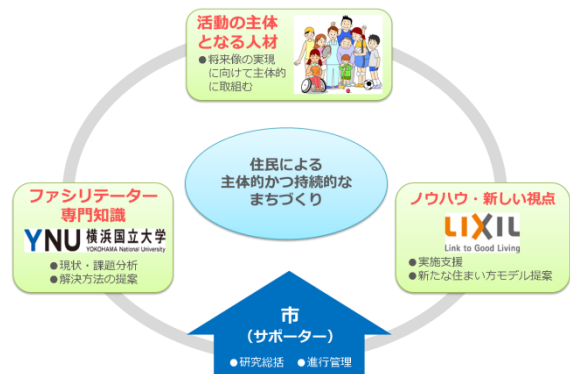 活動の主体
となる人材
●将来像の実現
に向けて主体的
に取組む
住民による
主体的かつ持続的な
まちづくり
ファシリテーター
専門知識
YNU 横浜国立大学
YOKOHAMA National University
●現状・課題分析
●解決方法の提案
ノウハウ・新しい視点
LIXIL
Link to Good Living
●実施支援
●新たな住まい方モデル提案
市
（サポーター）
●研究総括 ●進行管理